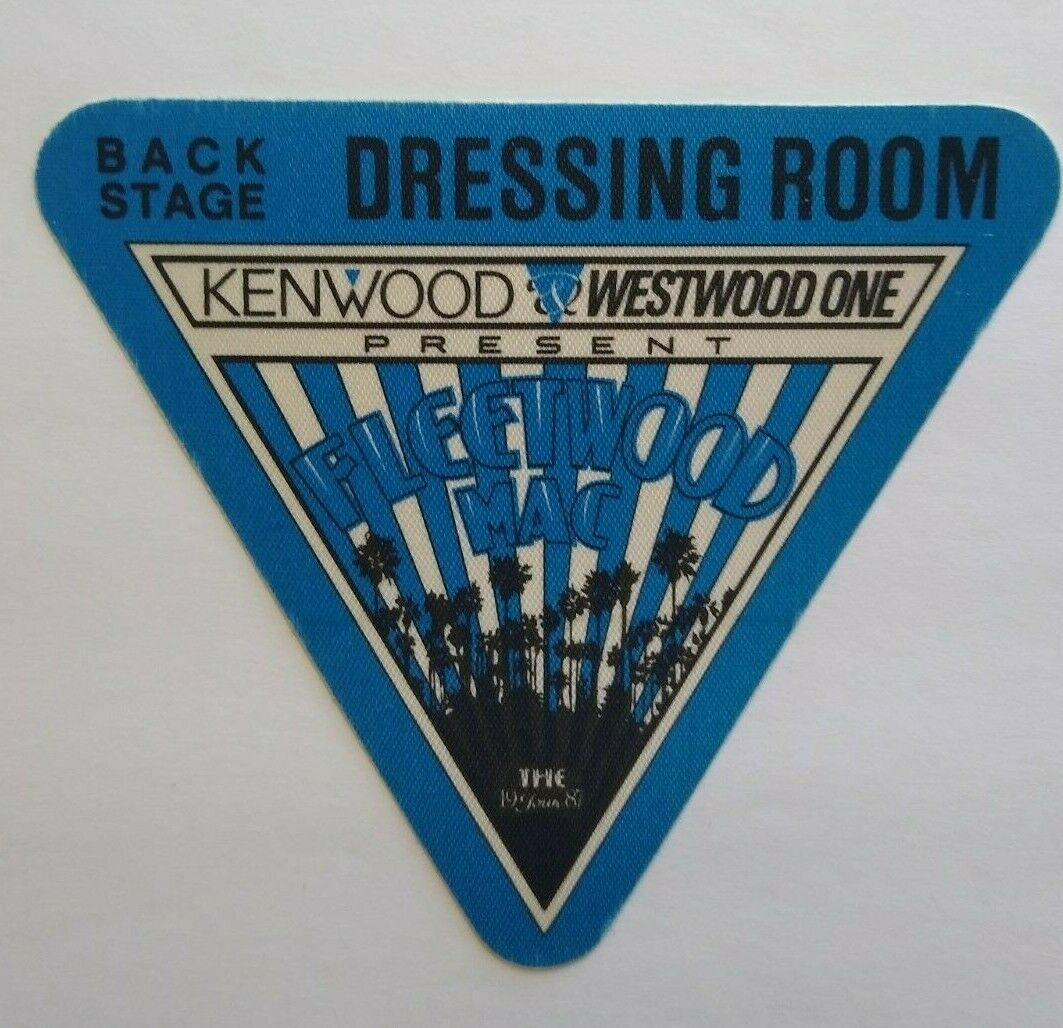 BACK STAGE DRESSING ROOM
KENWOOD & WESTWOOD ONE
PRESENT
FLEETWOOD
MAC
THE
19 Tour 87